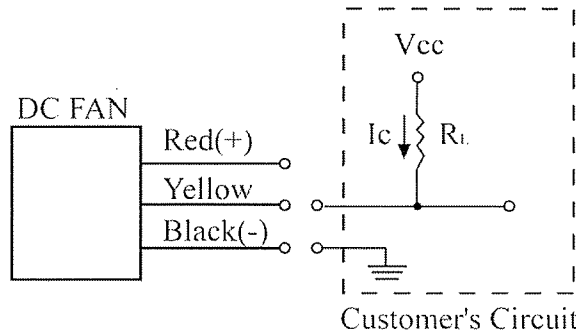 Vcc
DC FAN
Red(+)
Ic
RL
Yellow
Black(-)
Customer's Circuit